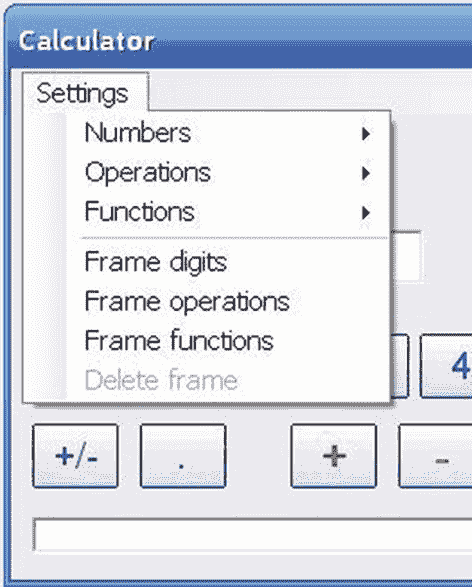 Calculator
Settings
Numbers
Operations
Functions
Frame digits
Frame operations
Frame functions
Delete frame
4
+/- . + -